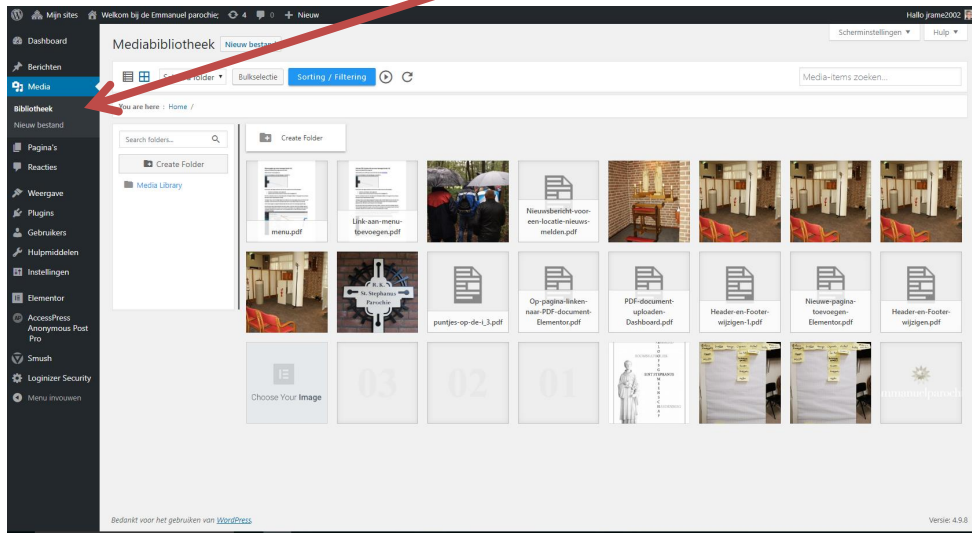 Mijn sites
Welkom bij de Emmanuel parochie;
4
0
Nieuw
Hallo jrame2002
Dashboard
Berichten
Media
Bibliotheek
Nieuw bestand
Pagina's
Reacties
Weergave
Plugins
Gebruikers
Hulpmiddelen
Instellingen
Elementor
AccessPress
Anonymous Post
Pro
Smush
Loginizer Security
Menu invouwen
Scherminstellingen
Hulp
Mediabibliotheek
Nieuw bestand
folder
Bulkselectie
Sorting / Filtering
Media-items zoeken...
You are here : Home /
Search folders...
Create Folder
Media Library
Create Folder
menu.pdf
Link-aan-menu-
toevoegen.pdf
Nieuwsbericht-voor-
een-locatie-nieuws-
melden.pdf
R.K.
St. Stephanus
Parochie
puntjes-op-de-i_3.pdf
Op-pagina-linken-
naar-PDF-document-
Elementor.pdf
PDF-document-
uploaden-
Dashboard.pdf
Header-en-Footer-
wijzigen-1.pdf
Nieuwe-pagina-
toevoegen-
Elementor.pdf
Header-en-Footer-
wijzigen.pdf
Choose Your Image
03
02
01
SINT STEPHANUS
Bedankt voor het gebruiken van WordPress.
Versie: 4.9.8